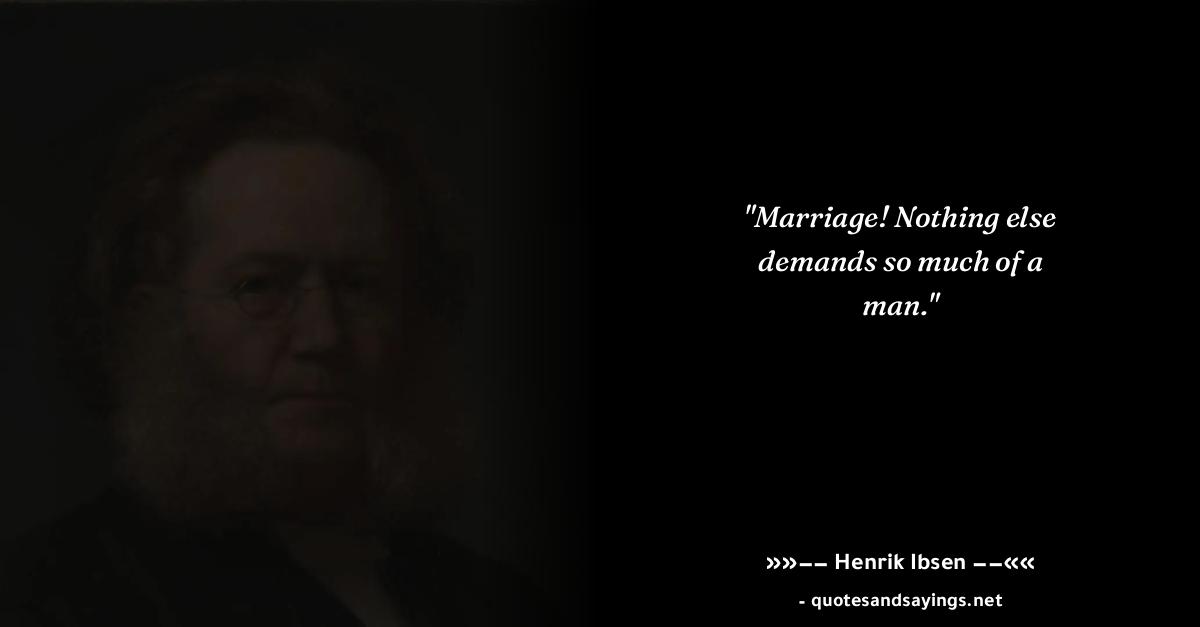 "Marriage! Nothing else
demands so much of a
man."
»»-- Henrik Ibsen --««
- quotesandsayings.net